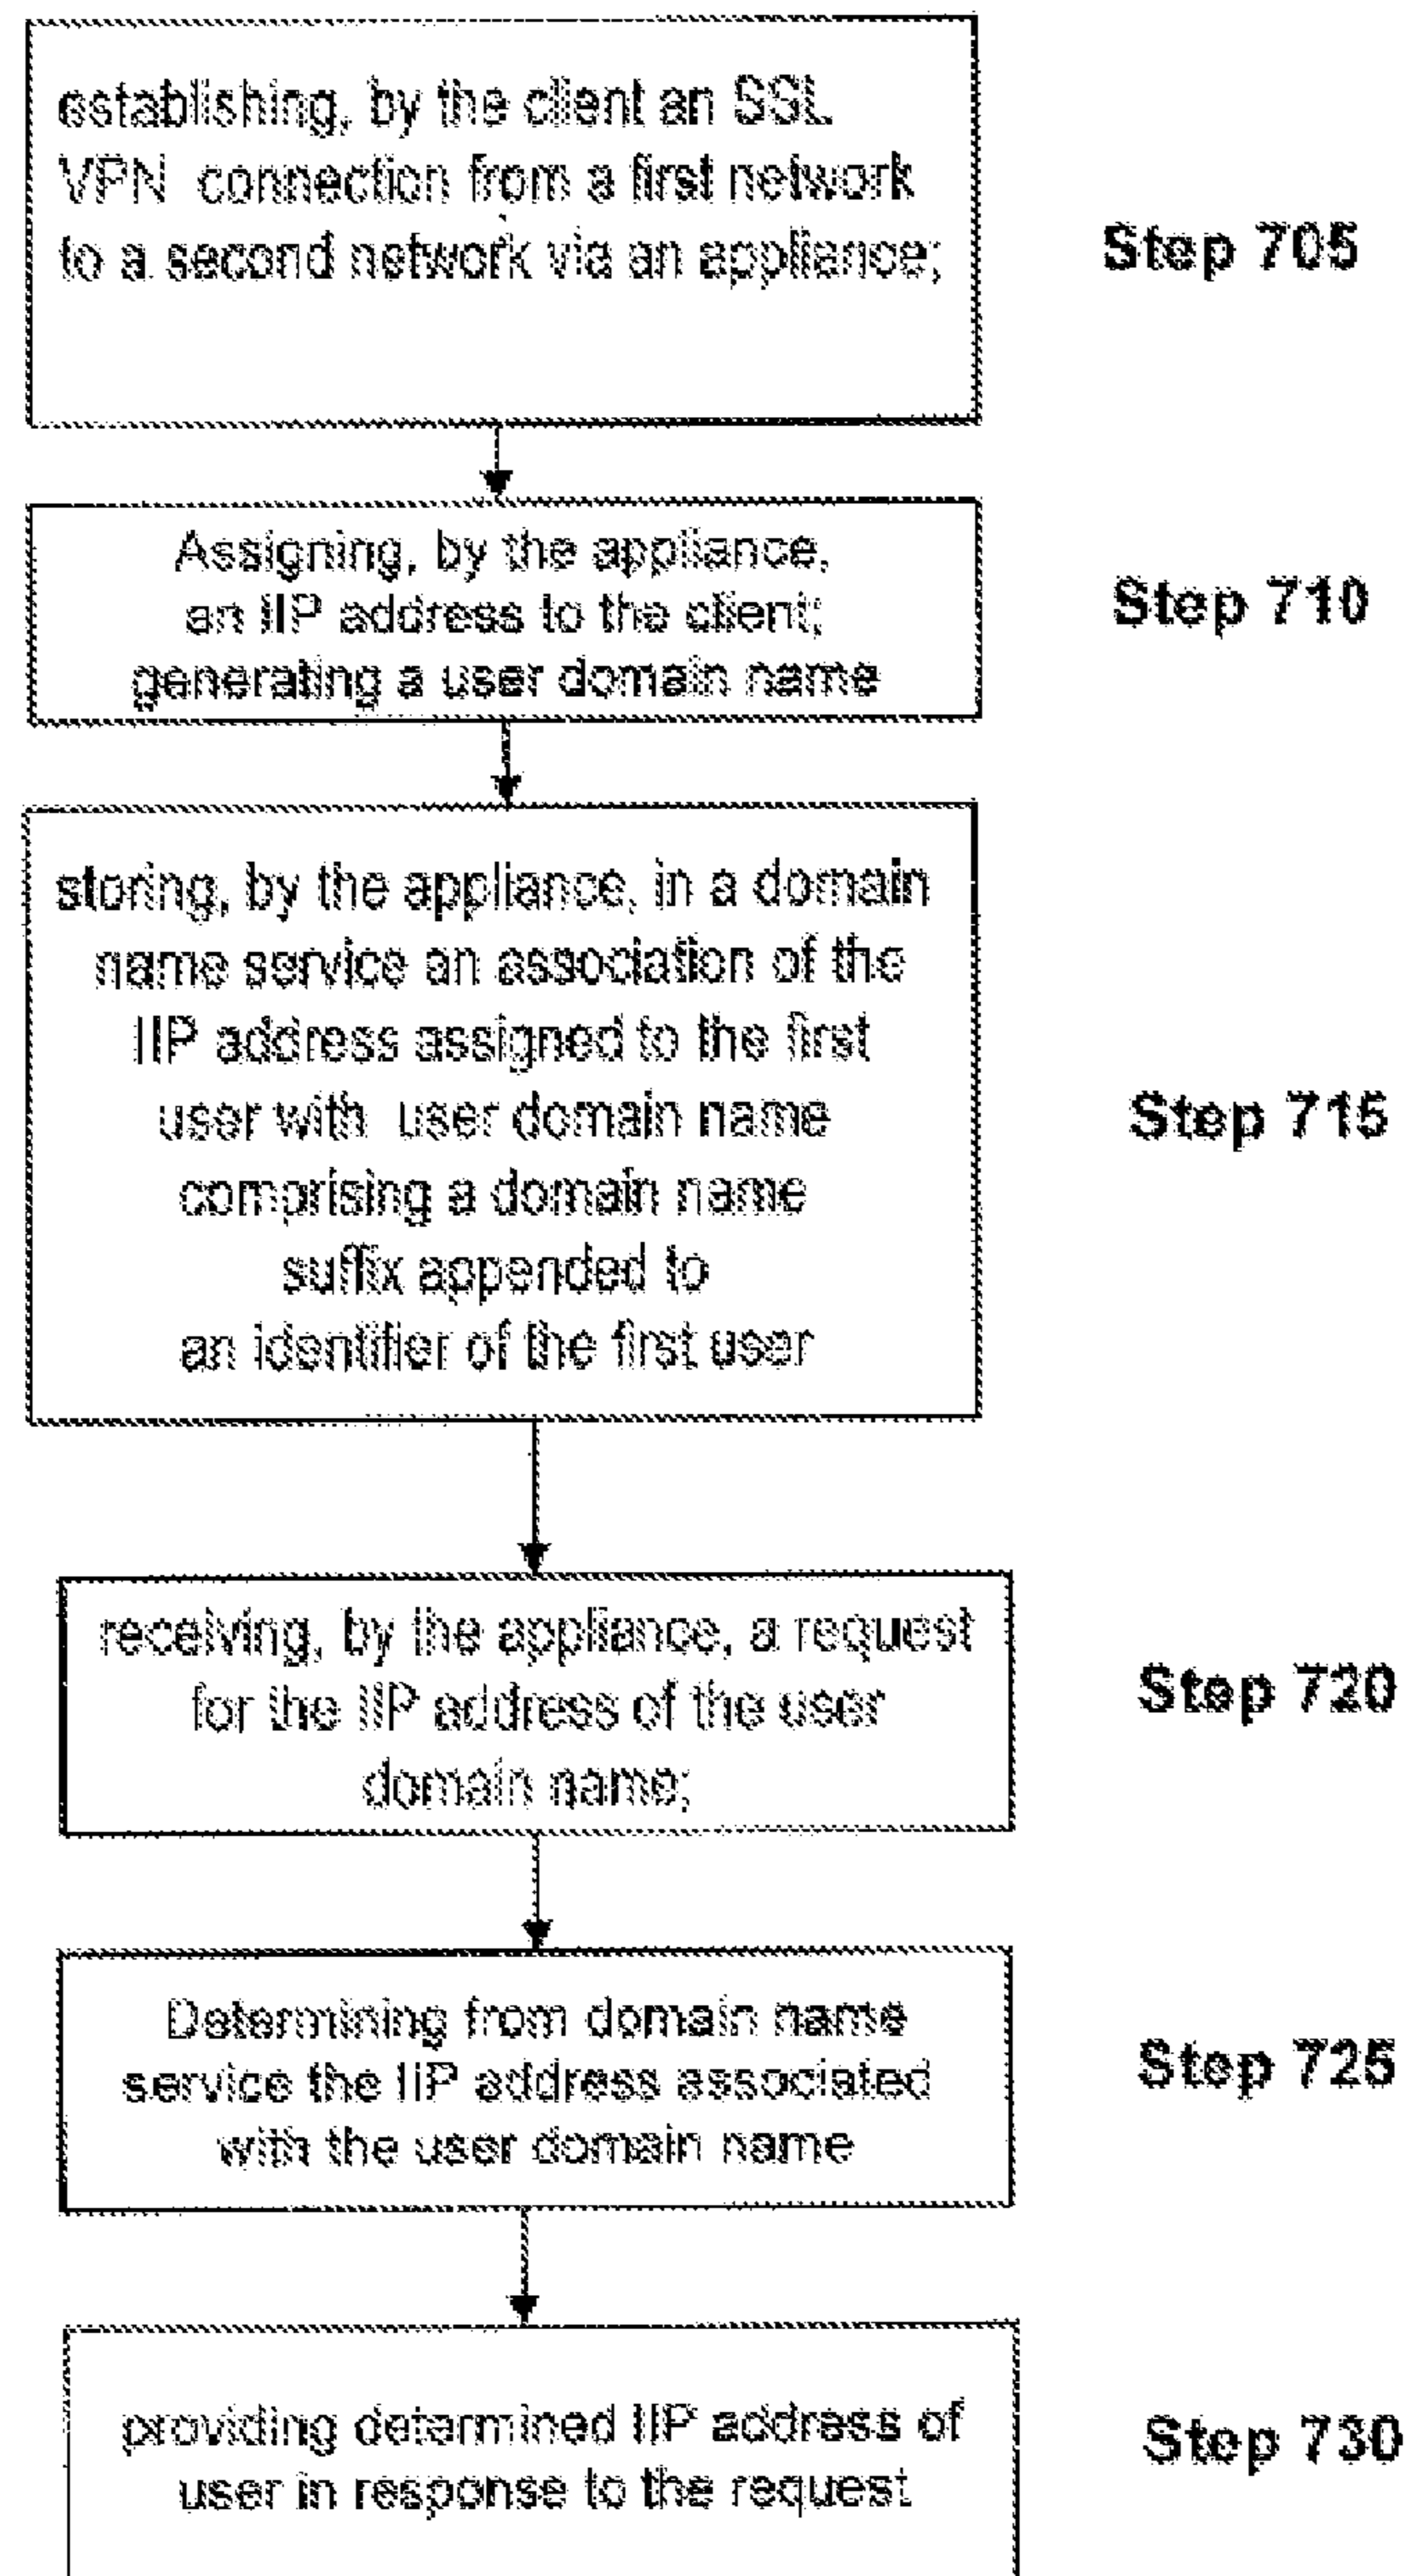 establishing, by the client an SSL
VPN connection from a first network
to a second network via an appliance;
Step 705
Assigning, by the appliance,
an IIP address to the client;
generating a user domain name
Step 710
storing, by the appliance, in a domain
name service an association of the
IIP address assigned to the first
user with user domain name
comprising a domain name
suffix appended to
an identifier of the first user
Step 715
receiving, by the appliance, a request
for the IIP address of the user
domain name;
Step 720
Determining from domain name
service the IIP address associated
with the user domain name
Step 725
providing determined IIP address of
user in response to the request
Step 730